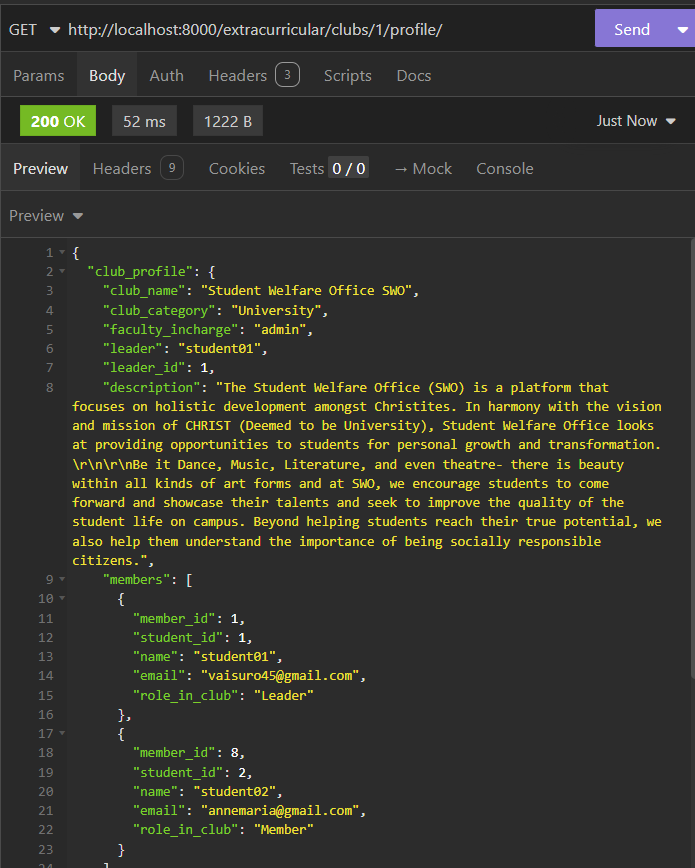 GET http://localhost:8000/extracurricular/clubs/1/profile/ Send
Params Body Auth Headers 3 Scripts Docs
200 OK 52 ms 1222 B Just Now
Preview Headers 9 Cookies Tests 0 / 0 → Mock Console
Preview
1 {
2 "club_profile": {
3 "club_name": "Student Welfare Office SWO",
4 "club_category": "University",
5 "faculty_incharge": "admin",
6 "leader": "student01",
7 "leader_id": 1,
8 "description": "The Student Welfare Office (SWO) is a platform that
focuses on holistic development amongst Christites. In harmony with the vision
and mission of CHRIST (Deemed to be University), Student Welfare Office looks
at providing opportunities to students for personal growth and transformation.
\r\n\r\nBe it Dance, Music, Literature, and even theatre- there is beauty
within all kinds of art forms and at SWO, we encourage students to come
forward and showcase their talents and seek to improve the quality of the
student life on campus. Beyond helping students reach their true potential, we
also help them understand the importance of being socially responsible
citizens.",
9 "members": [
10 {
11 "member_id": 1,
12 "student_id": 1,
13 "name": "student01",
14 "email": "vaisuro45@gmail.com",
15 "role_in_club": "Leader"
16 },
17 {
18 "member_id": 8,
19 "student_id": 2,
20 "name": "student02",
21 "email": "annemaria@gmail.com",
22 "role_in_club": "Member"
23 }
24 ]